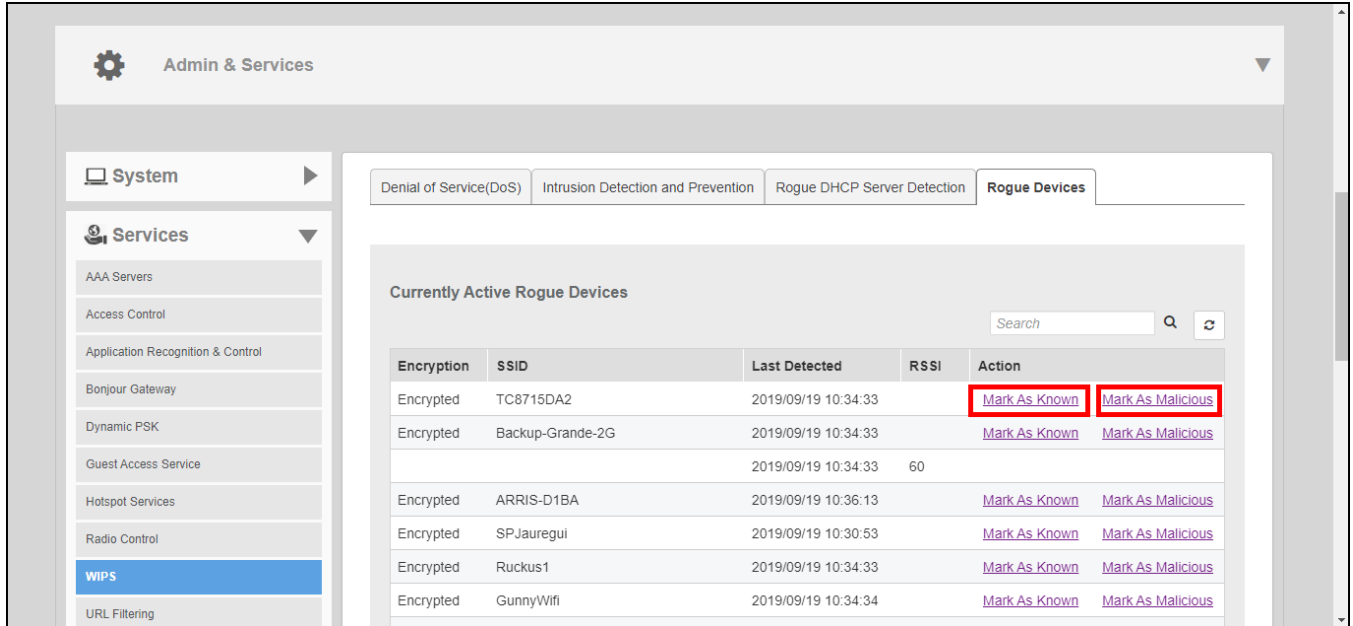 Admin & Services
System
Services
AAA Servers
Access Control
Application Recognition & Control
Bonjour Gateway
Dynamic PSK
Guest Access Service
Hotspot Services
Radio Control
WIPS
URL Filtering
Denial of Service(DoS) Intrusion Detection and Prevention Rogue DHCP Server Detection Rogue Devices
Currently Active Rogue Devices
Search
Encryption SSID Last Detected RSSI Action
Encrypted TC8715DA2 2019/09/19 10:34:33 Mark As Known Mark As Malicious
Encrypted Backup-Grande-2G 2019/09/19 10:34:33 Mark As Known Mark As Malicious
2019/09/19 10:34:33 60
Encrypted ARRIS-D1BA 2019/09/19 10:36:13 Mark As Known Mark As Malicious
Encrypted SPJauregui 2019/09/19 10:30:53 Mark As Known Mark As Malicious
Encrypted Ruckus1 2019/09/19 10:34:33 Mark As Known Mark As Malicious
Encrypted GunnyWifi 2019/09/19 10:34:34 Mark As Known Mark As Malicious